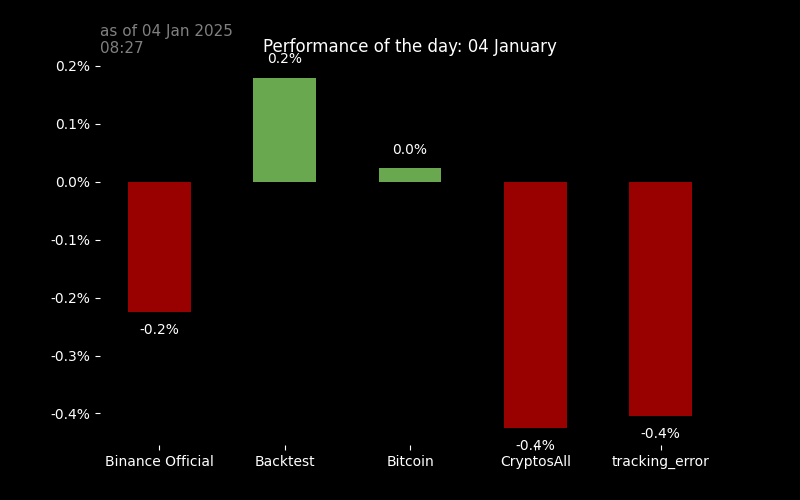 as of 04 Jan 2025
08:27
Performance of the day: 04 January
0.2%
0.2%
0.1%
0.0%
0.0%
-0.1%
-0.2%
-0.2%
-0.3%
-0.4%
-0.4%
-0.4%
Binance Official
Backtest
Bitcoin
CryptosAll
tracking_error